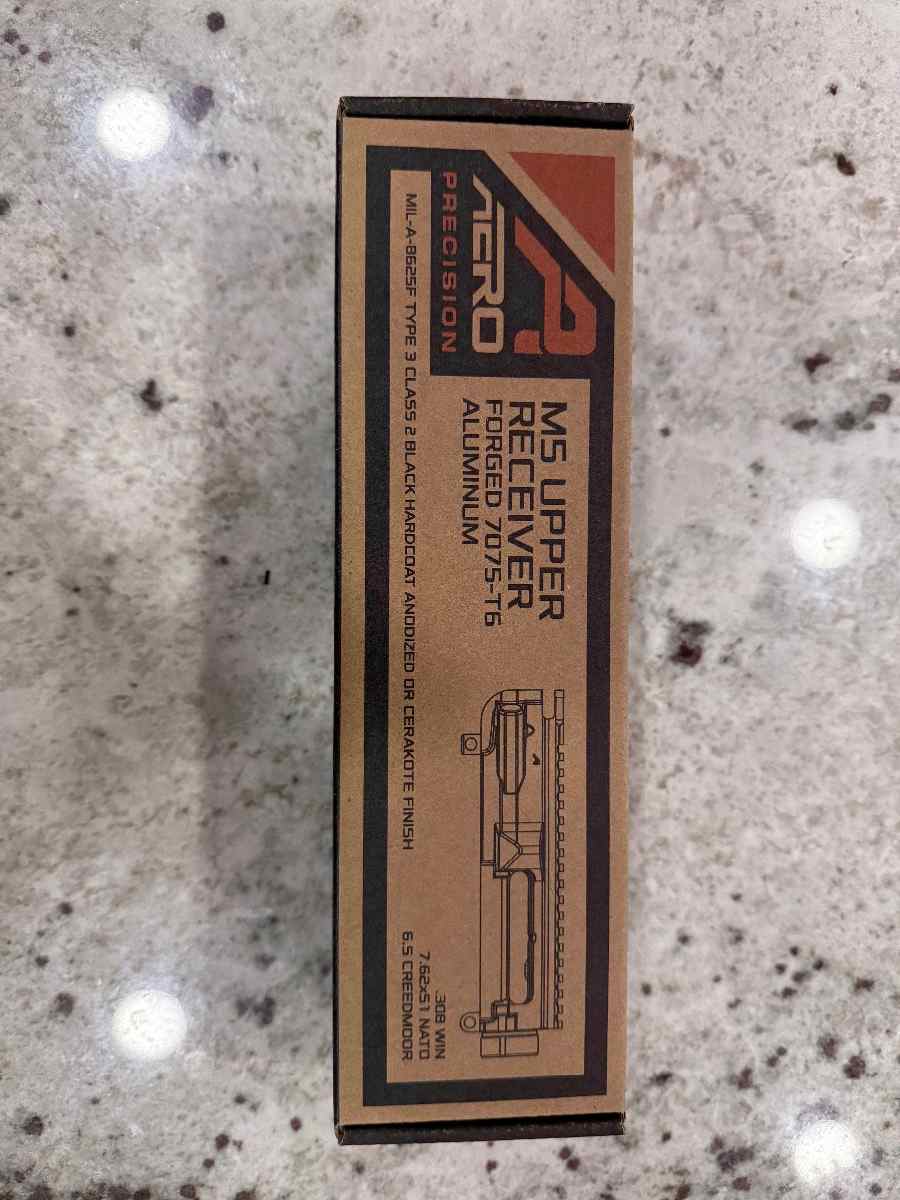 AERO
PRECISION
M5 UPPER
RECEIVER
FORGED 7075-T6
ALUMINUM
MIL-A-8625F TYPE 3 CLASS 2 BLACK HARDCOAT ANODIZED OR CERAKOTE FINISH
.308 WIN
7.62x51 NATO
6.5 CREEDMOOR